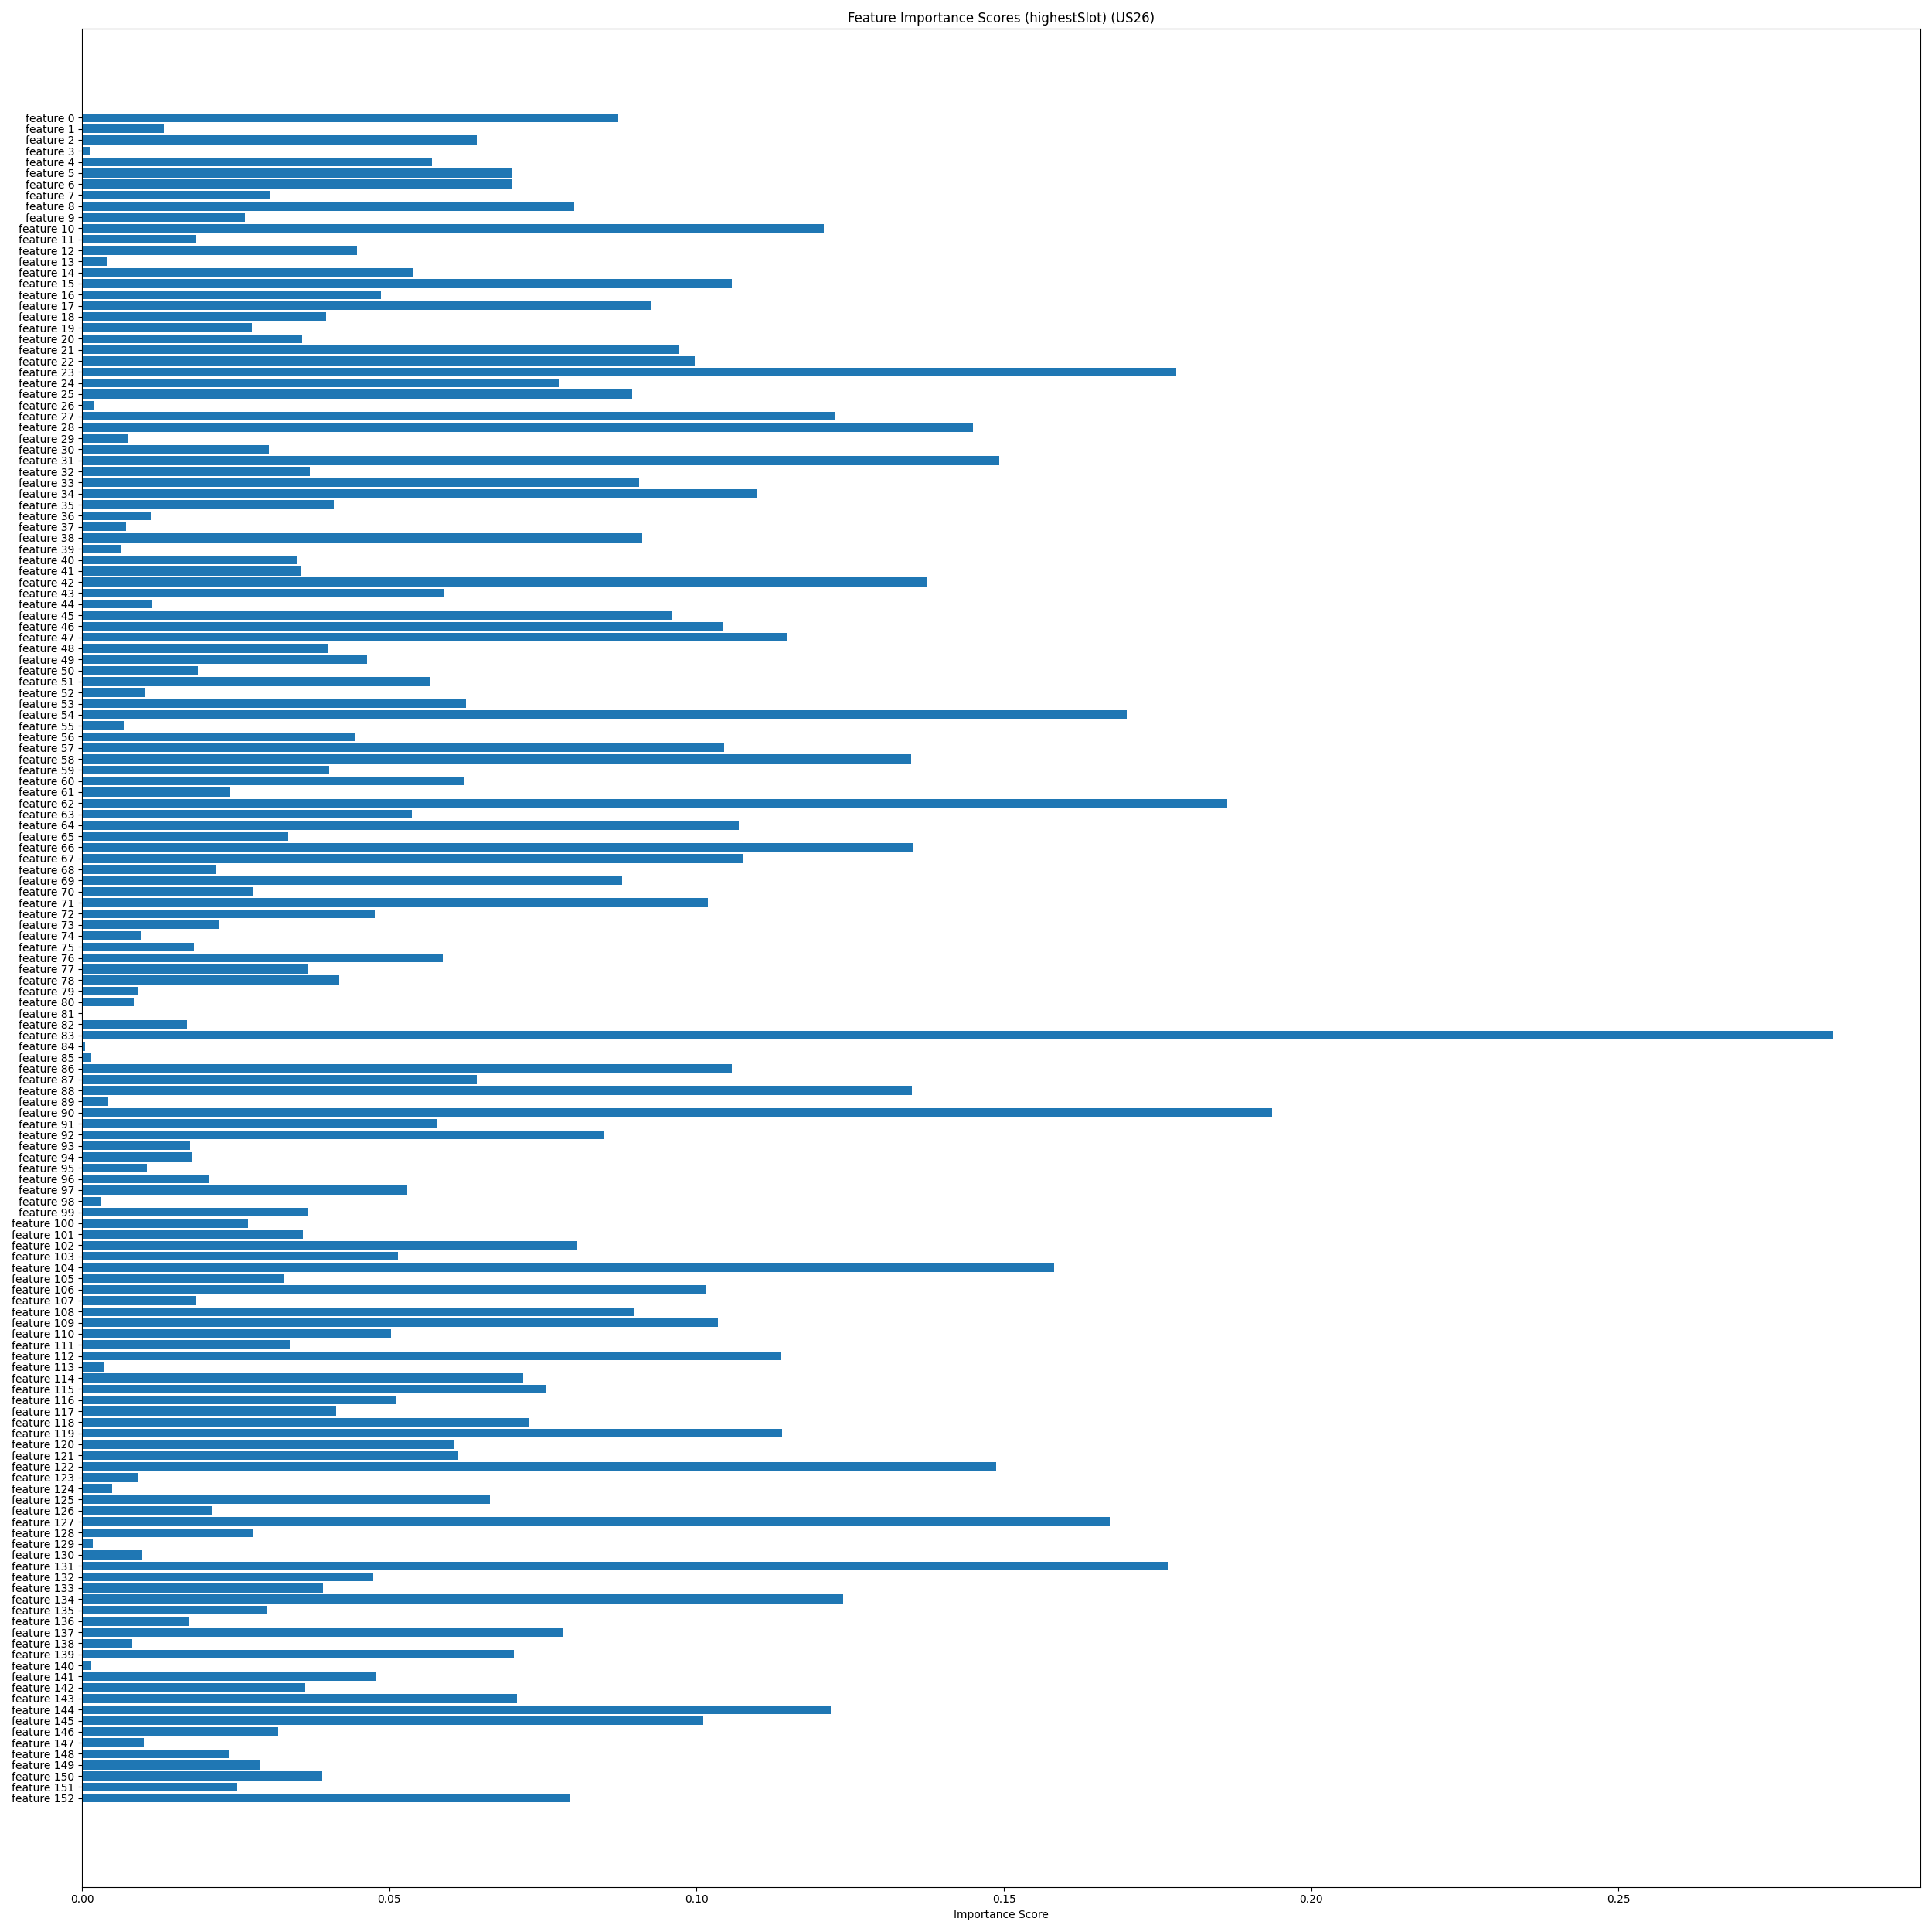 Feature Importance Scores (highestSlot) (US26)
feature 0
feature 1
feature 2
feature 3
feature 4
feature 5
feature 6
feature 7
feature 8
feature 9
feature 10
feature 11
feature 12
feature 13
feature 14
feature 15
feature 16
feature 17
feature 18
feature 19
feature 20
feature 21
feature 22
feature 23
feature 24
feature 25
feature 26
feature 27
feature 28
feature 29
feature 30
feature 31
feature 32
feature 33
feature 34
feature 35
feature 36
feature 37
feature 38
feature 39
feature 40
feature 41
feature 42
feature 43
feature 44
feature 45
feature 46
feature 47
feature 48
feature 49
feature 50
feature 51
feature 52
feature 53
feature 54
feature 55
feature 56
feature 57
feature 58
feature 59
feature 60
feature 61
feature 62
feature 63
feature 64
feature 65
feature 66
feature 67
feature 68
feature 69
feature 70
feature 71
feature 72
feature 73
feature 74
feature 75
feature 76
feature 77
feature 78
feature 79
feature 80
feature 81
feature 82
feature 83
feature 84
feature 85
feature 86
feature 87
feature 88
feature 89
feature 90
feature 91
feature 92
feature 93
feature 94
feature 95
feature 96
feature 97
feature 98
feature 99
feature 100
feature 101
feature 102
feature 103
feature 104
feature 105
feature 106
feature 107
feature 108
feature 109
feature 110
feature 111
feature 112
feature 113
feature 114
feature 115
feature 116
feature 117
feature 118
feature 119
feature 120
feature 121
feature 122
feature 123
feature 124
feature 125
feature 126
feature 127
feature 128
feature 129
feature 130
feature 131
feature 132
feature 133
feature 134
feature 135
feature 136
feature 137
feature 138
feature 139
feature 140
feature 141
feature 142
feature 143
feature 144
feature 145
feature 146
feature 147
feature 148
feature 149
feature 150
feature 151
feature 152
0.00 0.05 0.10 0.15 0.20 0.25
Importance Score